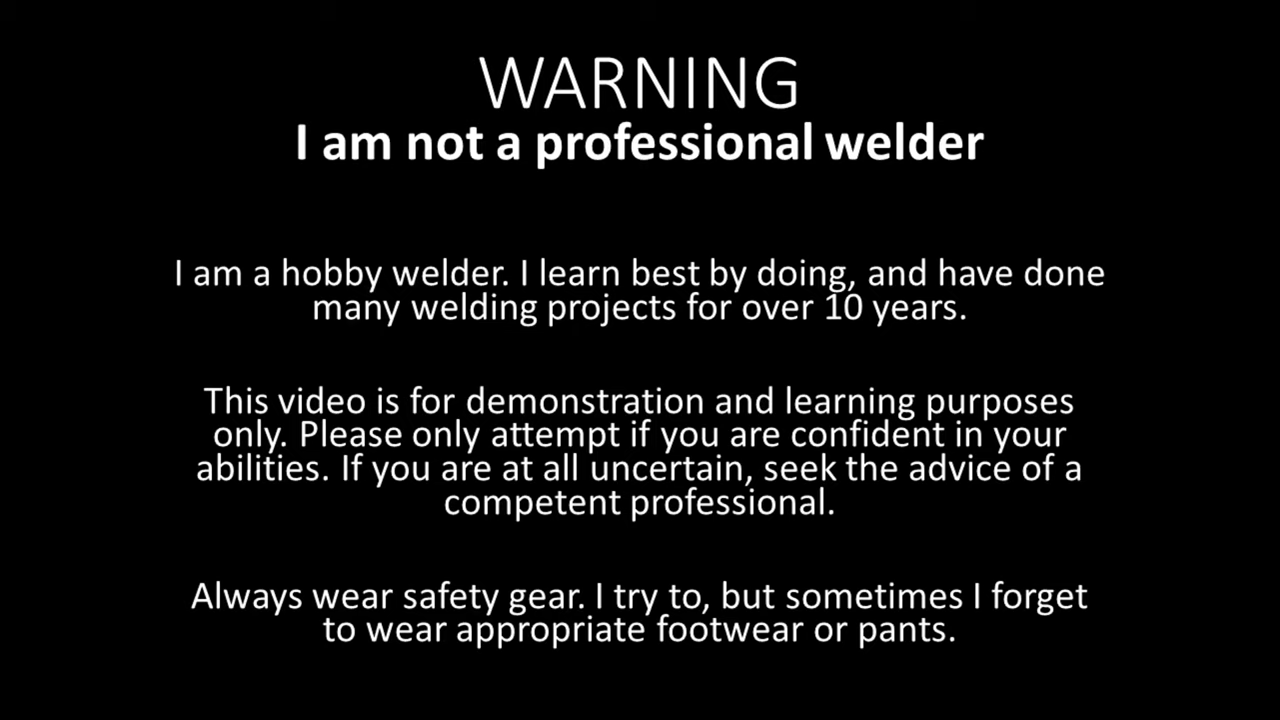 WARNING
I am not a professional welder
I am a hobby welder. I learn best by doing, and have done
many welding projects for over 10 years.
This video is for demonstration and learning purposes
only. Please only attempt if you are confident in your
abilities. If you are at all uncertain, seek the advice of a
competent professional.
Always wear safety gear. I try to, but sometimes I forget
to wear appropriate footwear or pants.